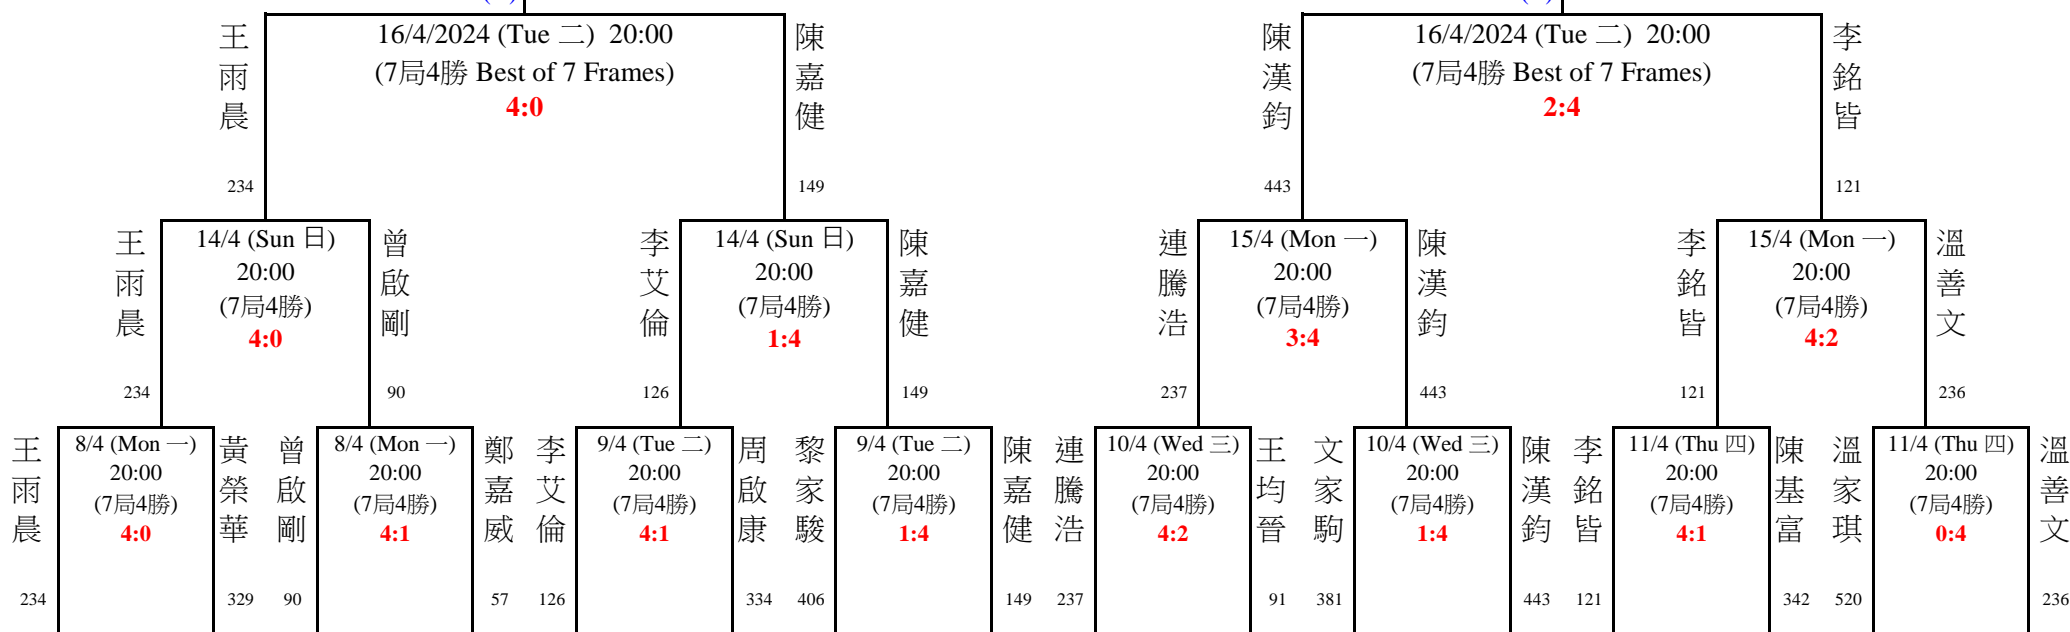 王雨晨
16/4/2024 (Tue 二) 20:00
(7局4勝 Best of 7 Frames)
4:0
陳嘉健
234
149
陳漢鈞
16/4/2024 (Tue 二) 20:00
(7局4勝 Best of 7 Frames)
2:4
李銘皆
443
121
王雨晨
14/4 (Sun 日)
20:00
(7局4勝)
4:0
曾啟剛
234
90
李艾倫
14/4 (Sun 日)
20:00
(7局4勝)
1:4
陳嘉健
126
149
連騰浩
15/4 (Mon 一)
20:00
(7局4勝)
3:4
陳漢鈞
237
443
李銘皆
15/4 (Mon 一)
20:00
(7局4勝)
4:2
溫善文
121
236
王雨晨
8/4 (Mon 一)
20:00
(7局4勝)
4:0
黃榮華
234
329
曾啟剛
8/4 (Mon 一)
20:00
(7局4勝)
4:1
鄭嘉威
90
57
李艾倫
9/4 (Tue 二)
20:00
(7局4勝)
4:1
周啟康
126
334
黎家駿
9/4 (Tue 二)
20:00
(7局4勝)
1:4
陳嘉健
406
149
連騰浩
10/4 (Wed 三)
20:00
(7局4勝)
4:2
王均晉
237
91
文家駒
10/4 (Wed 三)
20:00
(7局4勝)
1:4
陳漢鈞
381
443
李銘皆
11/4 (Thu 四)
20:00
(7局4勝)
4:1
陳基富
121
342
溫家琪
11/4 (Thu 四)
20:00
(7局4勝)
0:4
溫善文
520
236